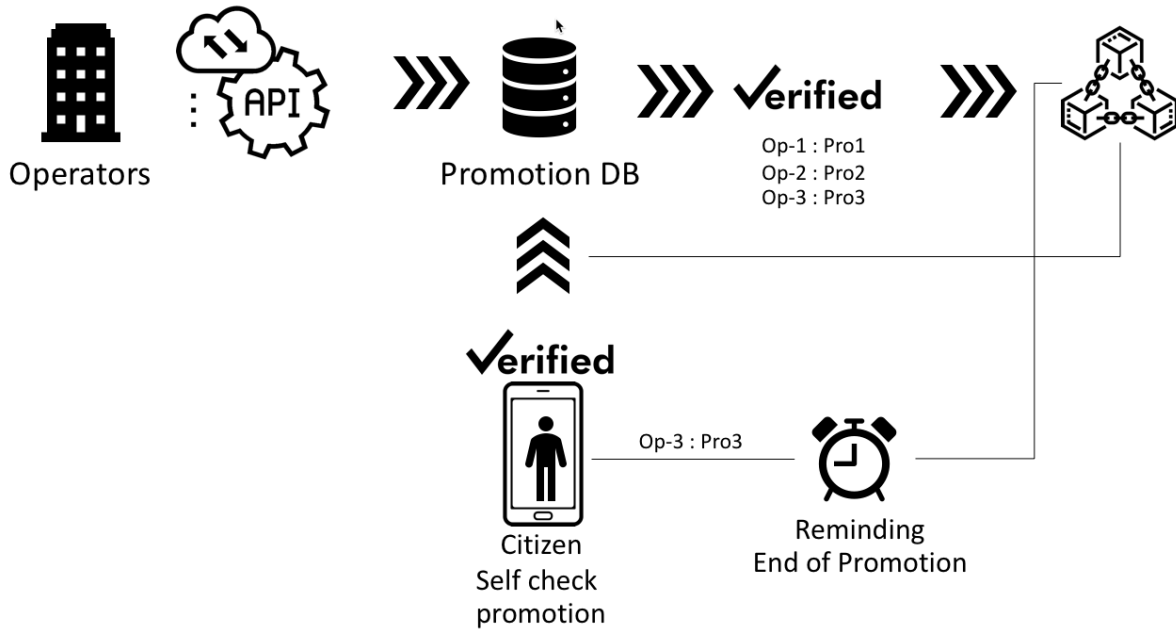 API
Operators
Promotion DB
Verified
Op-1 : Pro1
Op-2 : Pro2
Op-3 : Pro3
Verified
Op-3 : Pro3
Citizen
Self check
promotion
Reminding
End of Promotion